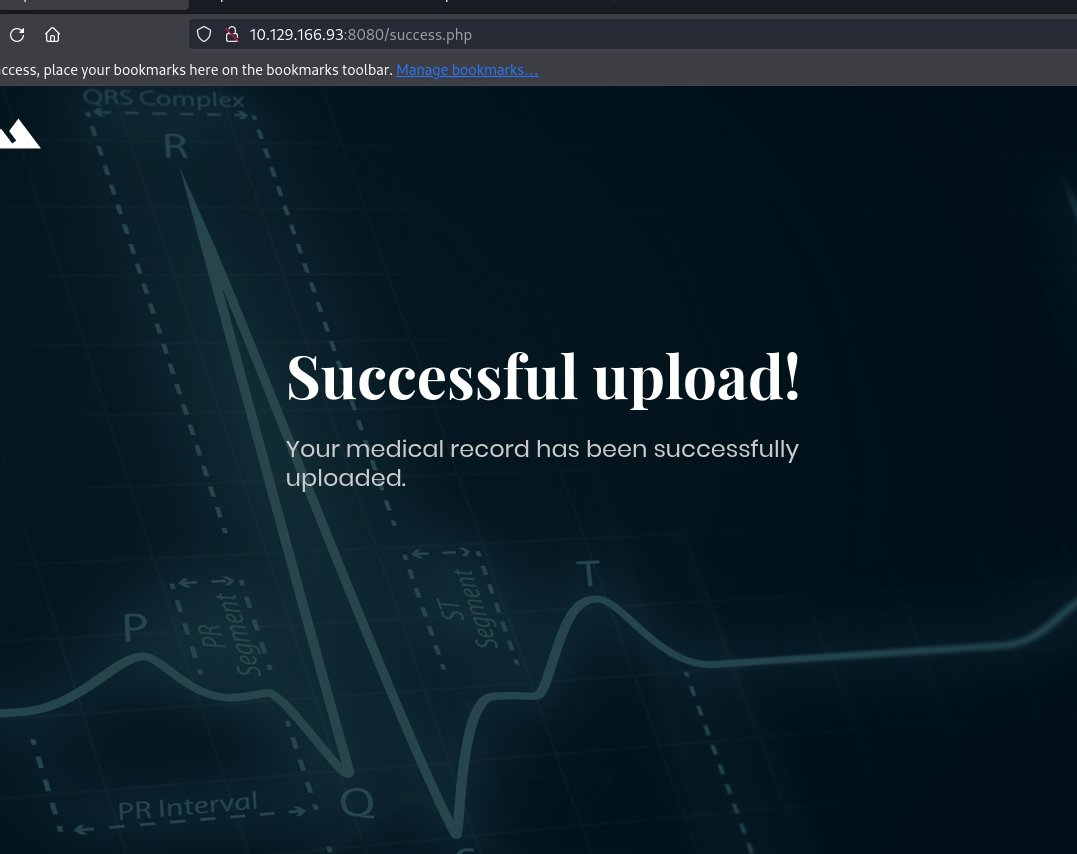 10.129.166.93:8080/success.php
ccess, place your bookmarks here on the bookmarks toolbar. Manage bookmarks…
QRS Complex
R
Successful upload!
Your medical record has been successfully
uploaded.
T
ST
Segment
PR
Segment
P
PR Interval
Q